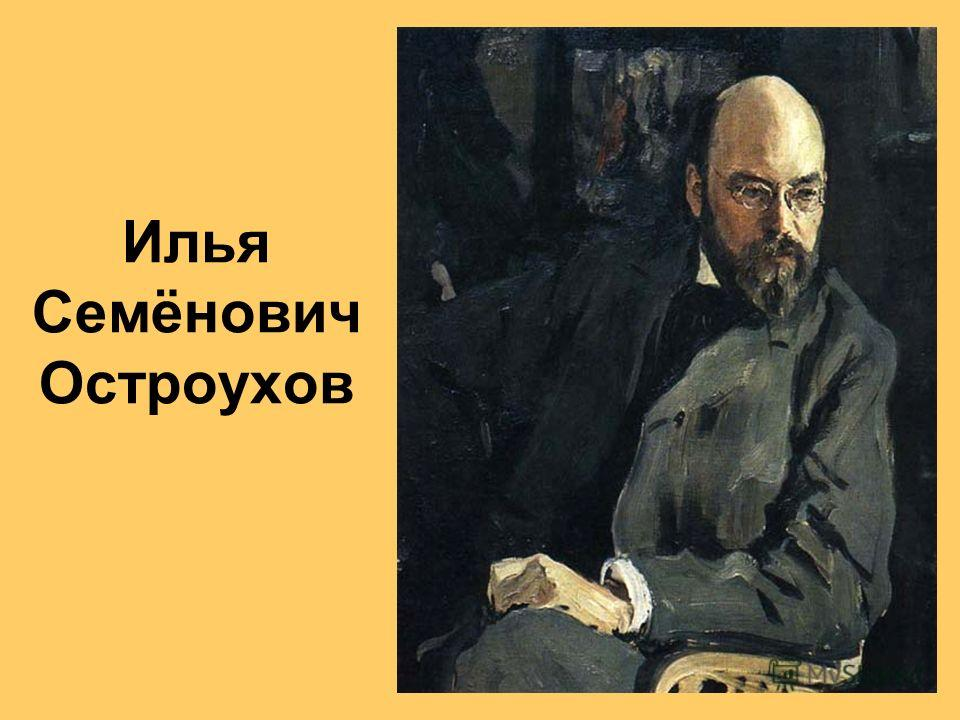 Илья
Семёнович
Остроухов